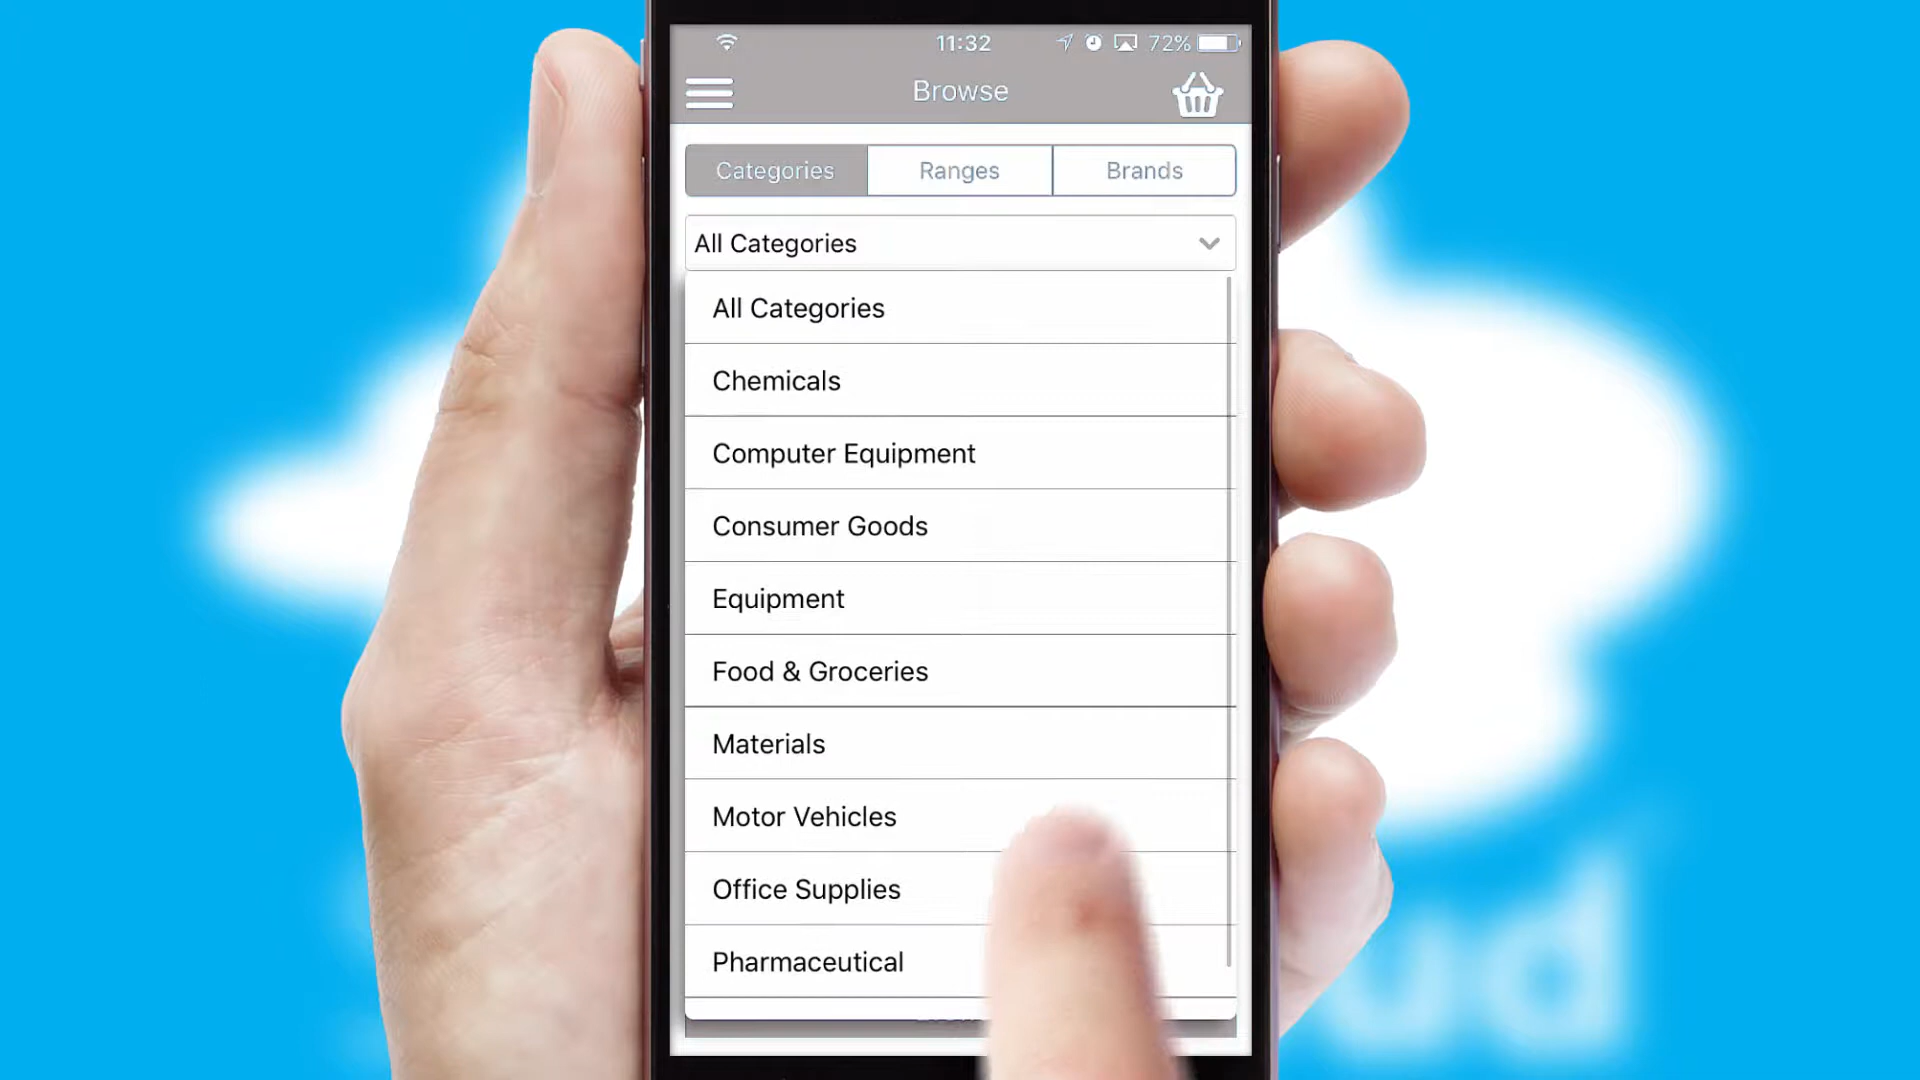 11:32
72%
Browse
Categories Ranges Brands
All Categories
All Categories
Chemicals
Computer Equipment
Consumer Goods
Equipment
Food & Groceries
Materials
Motor Vehicles
Office Supplies
Pharmaceutical